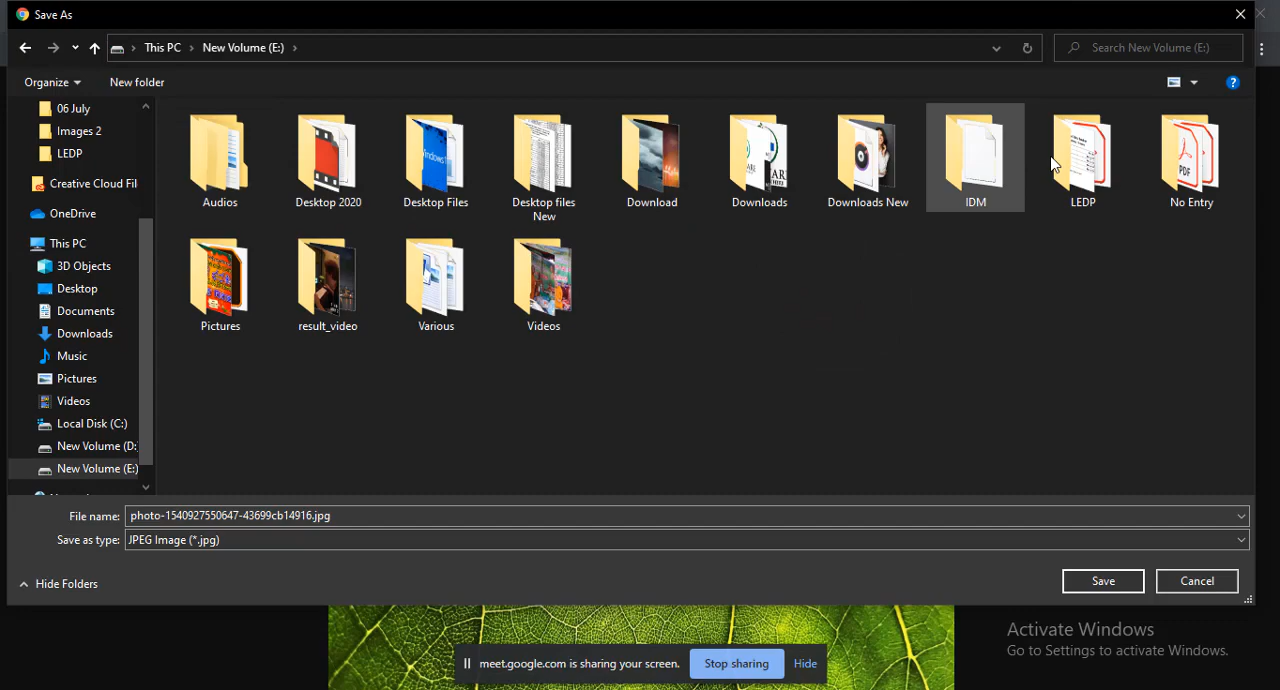 Save As
This PC
New Volume (E:)
Search New Volume (E:)
Organize
New folder
06 July
Images 2
LEDP
Creative Cloud Fil
OneDrive
This PC
3D Objects
Desktop
Documents
Downloads
Music
Pictures
Videos
Local Disk (C:)
New Volume (D:
New Volume (E:)
Audios
Desktop 2020
Desktop Files
Desktop files
New
Download
Downloads
Downloads New
IDM
LEDP
No Entry
Pictures
result_video
Various
Videos
File name:
photo-1540927550647-43699cb14916.jpg
Save as type:
JPEG Image (*.jpg)
Hide Folders
Save
Cancel
Activate Windows
Go to Settings to activate Windows.
meet.google.com is sharing your screen.
Stop sharing
Hide